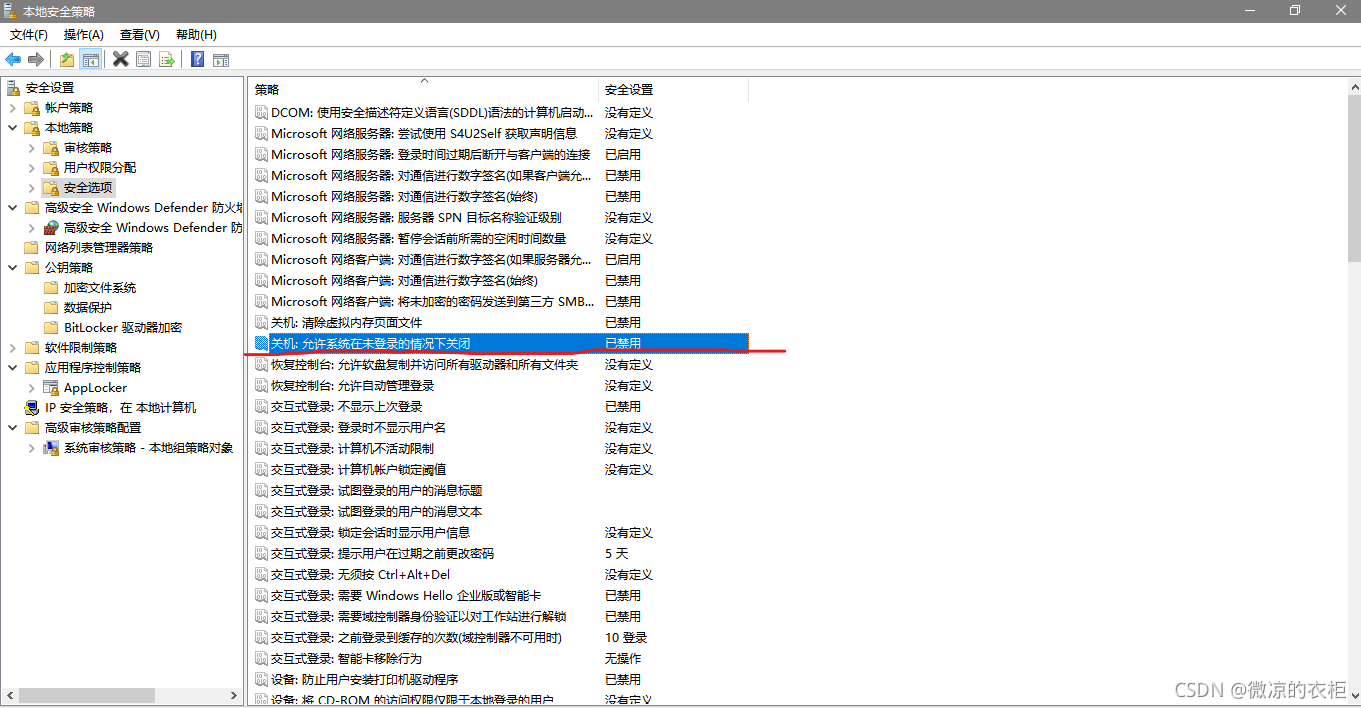 本地安全策略
文件(F) 操作(A) 查看(V) 帮助(H)
安全设置
帐户策略
本地策略
审核策略
用户权限分配
安全选项
高级安全 Windows Defender 防火墙
高级安全 Windows Defender 防
网络列表管理器策略
公钥策略
加密文件系统
数据保护
BitLocker 驱动器加密
软件限制策略
应用程序控制策略
AppLocker
IP 安全策略，在 本地计算机
高级审核策略配置
系统审核策略 - 本地组策略对象
策略 安全设置
DCOM: 使用安全描述符定义语言(SDDL)语法的计算机启动... 没有定义
Microsoft 网络服务器: 尝试使用 S4U2Self 获取声明信息 没有定义
Microsoft 网络服务器: 登录时间过期后断开与客户端的连接 已启用
Microsoft 网络服务器: 对通信进行数字签名(如果客户端允... 已禁用
Microsoft 网络服务器: 对通信进行数字签名(始终) 已禁用
Microsoft 网络服务器: 服务器 SPN 目标名称验证级别 没有定义
Microsoft 网络服务器: 暂停会话前所需的空闲时间数量 没有定义
Microsoft 网络客户端: 对通信进行数字签名(如果服务器允... 已启用
Microsoft 网络客户端: 对通信进行数字签名(始终) 已禁用
Microsoft 网络客户端: 将未加密的密码发送到第三方 SMB... 已禁用
关机: 清除虚拟内存页面文件 已禁用
关机: 允许系统在未登录的情况下关闭 已禁用
恢复控制台: 允许软盘复制并访问所有驱动器和所有文件夹 没有定义
恢复控制台: 允许自动管理登录 没有定义
交互式登录: 不显示上次登录 已禁用
交互式登录: 登录时不显示用户名 没有定义
交互式登录: 计算机不活动限制 没有定义
交互式登录: 计算机帐户锁定阈值 没有定义
交互式登录: 试图登录的用户的消息标题
交互式登录: 试图登录的用户的消息文本
交互式登录: 锁定会话时显示用户信息 没有定义
交互式登录: 提示用户在过期之前更改密码 5 天
交互式登录: 无须按 Ctrl+Alt+Del 没有定义
交互式登录: 需要 Windows Hello 企业版或智能卡 已禁用
交互式登录: 需要域控制器身份验证以对工作站进行解锁 已禁用
交互式登录: 之前登录到缓存的次数(域控制器不可用时) 10 登录
交互式登录: 智能卡移除行为 无操作
设备: 防止用户安装打印机驱动程序 已禁用
设备: 将 CD-ROM 的访问权限仅限于本地登录的用户 没有定义
CSDN @微凉的衣柜